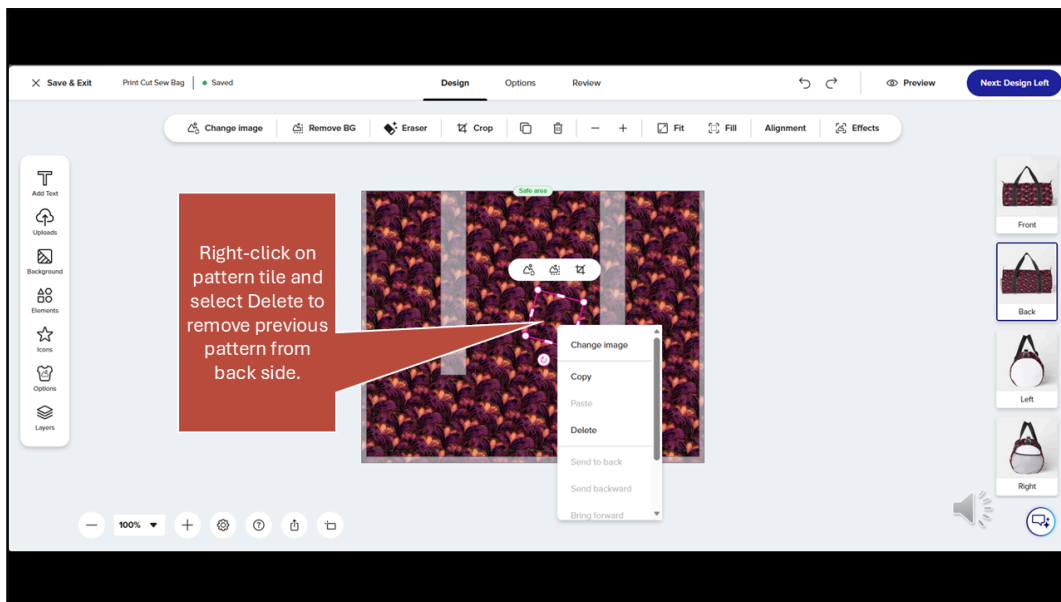 Save & Exit
Print Cut Sew Bag
Saved
Design
Options
Review
Preview
Next: Design Left
Change image
Remove BG
Eraser
Crop
Fit
Fill
Alignment
Effects
Add Text
Uploads
Background
Elements
Icons
Options
Layers
Right-click on
pattern tile and
select Delete to
remove previous
pattern from
back side.
Safe area
Change image
Copy
Paste
Delete
Send to back
Send backward
Bring forward
Front
Back
Left
Right
100%